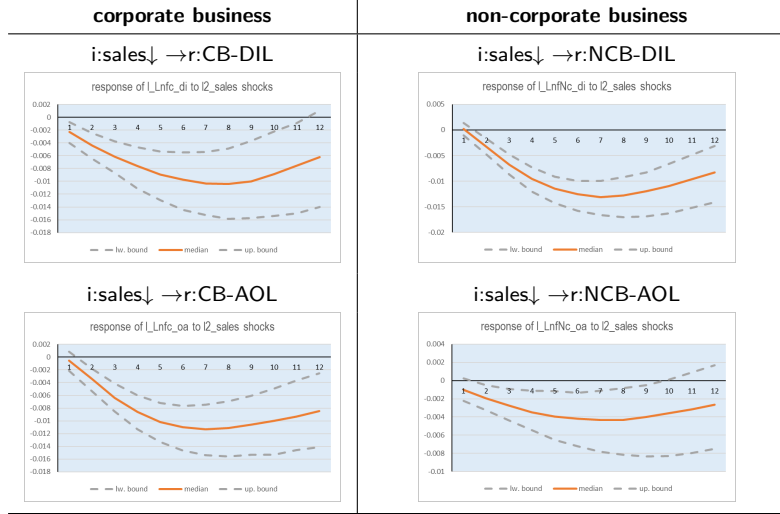 corporate business
non-corporate business
i:sales↓ →r:CB-DIL
i:sales↓ →r:NCB-DIL
response of l_Lnfc_di to l2_sales shocks
0.002
0
-0.002
-0.004
-0.006
-0.008
-0.01
-0.012
-0.014
-0.016
-0.018
1 2 3 4 5 6 7 8 9 10 11 12
lw. bound median up. bound
response of l_LnfNc_di to l2_sales shocks
0.005
0
-0.005
-0.01
-0.015
-0.02
1 2 3 4 5 6 7 8 9 10 11 12
lw. bound median up. bound
i:sales↓ →r:CB-AOL
i:sales↓ →r:NCB-AOL
response of l_Lnfc_oa to l2_sales shocks
0.002
0
-0.002
-0.004
-0.006
-0.008
-0.01
-0.012
-0.014
-0.016
-0.018
1 2 3 4 5 6 7 8 9 10 11 12
lw. bound median up. bound
response of l_LnfNc_oa to l2_sales shocks
0.004
0.002
0
-0.002
-0.004
-0.006
-0.008
-0.01
1 2 3 4 5 6 7 8 9 10 11 12
lw. bound median up. bound